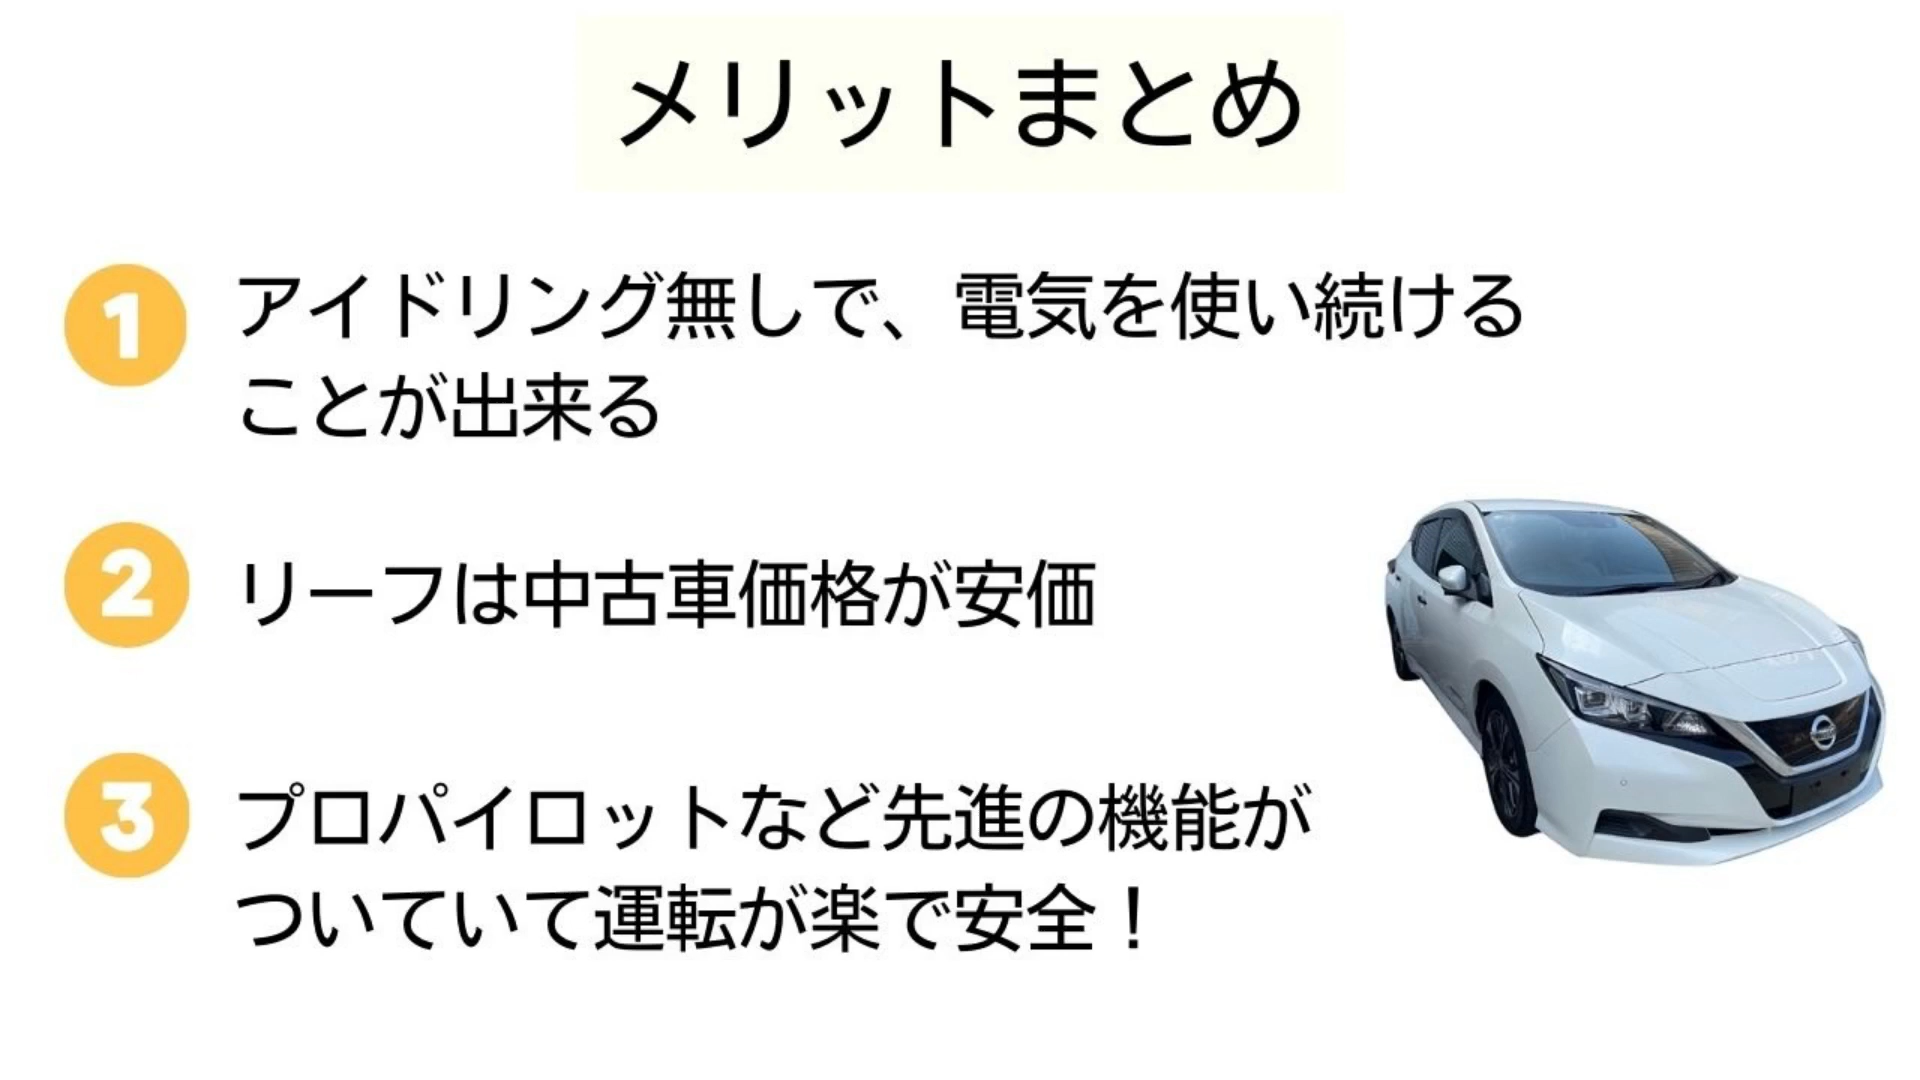 メリットまとめ
1
アイドリング無しで、電気を使い続ける
ことが出来る
2
リーフは中古車価格が安価
3
プロパイロットなど先進の機能が
ついていて運転が楽で安全！